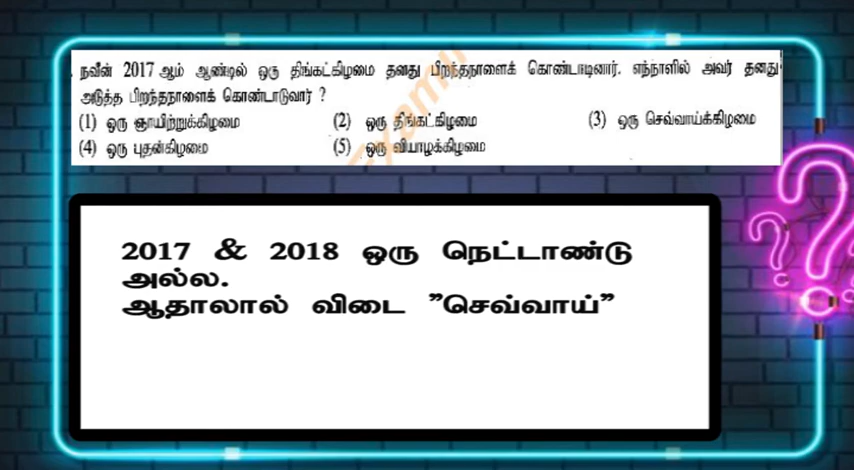 நவீன் 2017 ஆம் ஆண்டில் ஒரு திங்கட்கிழமை தனது பிறந்தநாளைக் கொண்டாடினார். எந்நாளில் அவர் தனது
அடுத்த பிறந்தநாளைக் கொண்டாடுவார் ?
(1) ஒரு ஞாயிற்றுக்கிழமை (2) ஒரு திங்கட்கிழமை (3) ஒரு செவ்வாய்க்கிழமை
(4) ஒரு புதன்கிழமை (5) ஒரு வியாழக்கிழமை
2017 & 2018 ஒரு நெட்டாண்டு
அல்ல.
ஆதாலால் விடை ”செவ்வாய்”